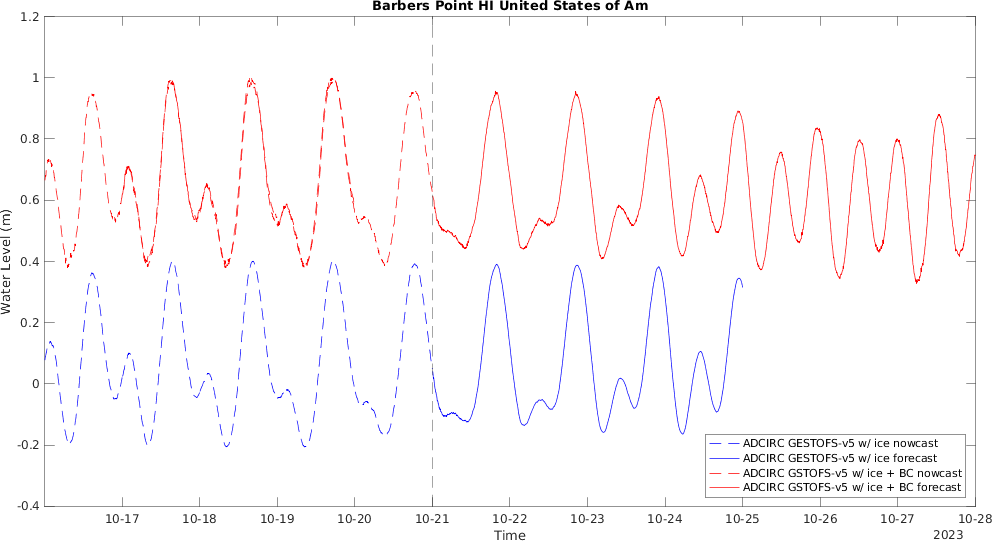 Barbers Point HI United States of Am
1.2
1
0.8
0.6
0.4
0.2
0
-0.2
-0.4
Water Level (m)
10-17 10-18 10-19 10-20 10-21 10-22 10-23 10-24 10-25 10-26 10-27 10-28
Time
2023
ADCIRC GESTOFS-v5 w/ ice nowcast
ADCIRC GESTOFS-v5 w/ ice forecast
ADCIRC GSTOFS-v5 w/ ice + BC nowcast
ADCIRC GSTOFS-v5 w/ ice + BC forecast